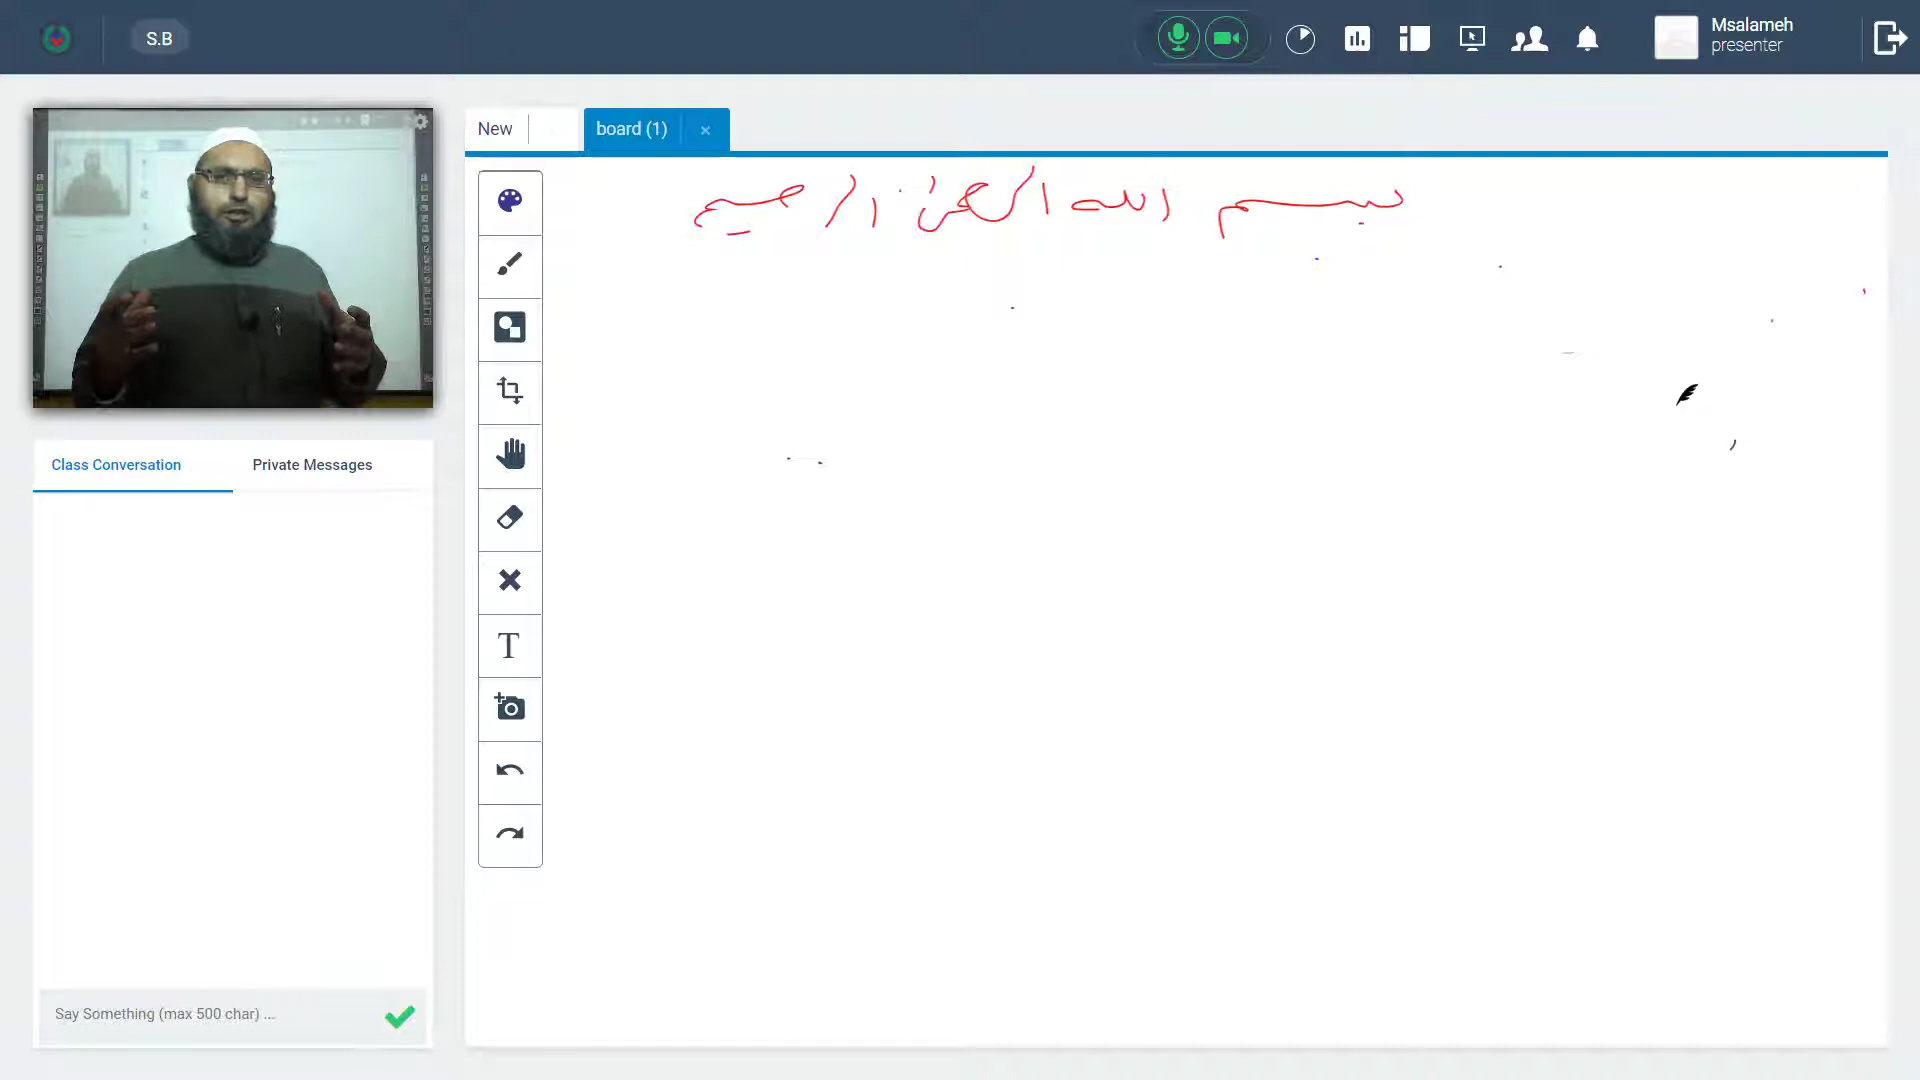 S.B
Msalameh
presenter
New
board (1)
بسم الله الرحمن الرحيم
Class Conversation
Private Messages
T
Say Something (max 500 char) ...